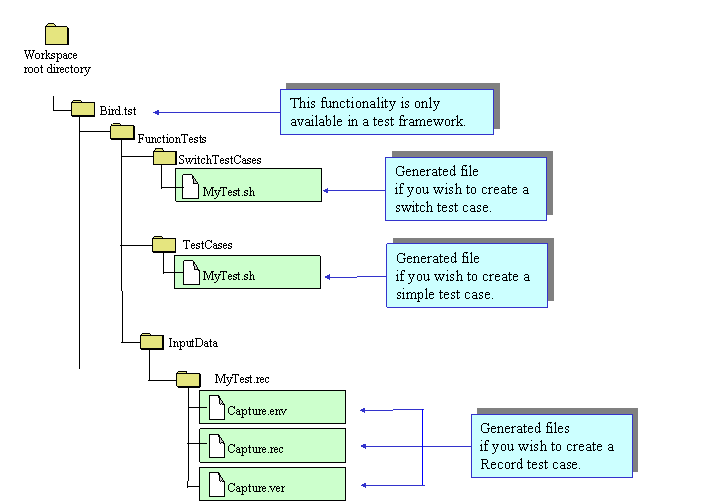 Workspace
root directory
Bird.tst
This functionality is only
available in a test framework.
FunctionTests
SwitchTestCases
MyTest.sh
Generated file
if you wish to create a
switch test case.
TestCases
MyTest.sh
Generated file
if you wish to create a
simple test case.
InputData
MyTest.rec
Capture.env
Capture.rec
Capture.ver
Generated files
if you wish to create a
Record test case.